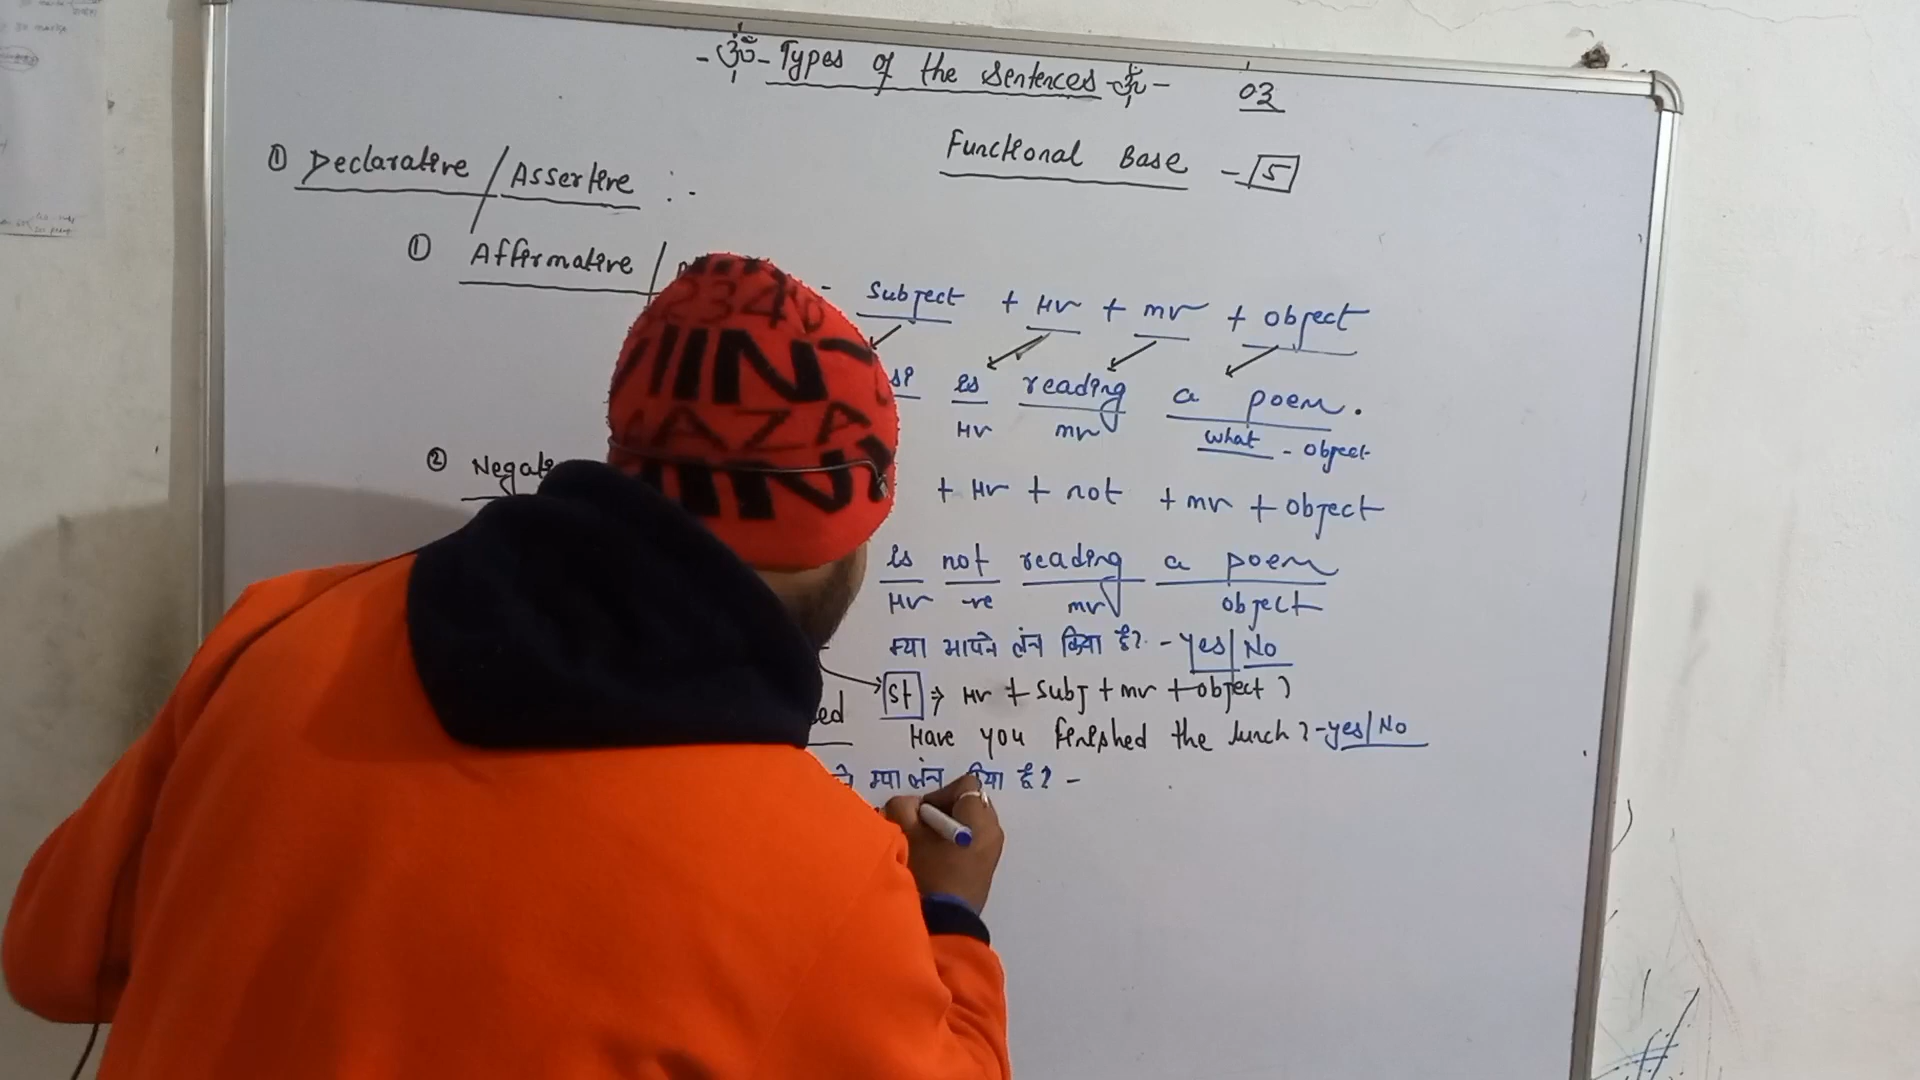 -ॐ- Types of the Sentences -ॐ- 03
Functional Base - 5
① Declarative / Assertive :-
① Affirmative /
Subject + Hv + mv + object
is reading a poem.
Hv mv what - object
② Negative
+ Hv + not + mv + object
is not reading a poem
Hv -ve mv object
क्या आपने लंच किया है? - Yes/No
St ⇒ Hv + Subj + mv + object ?
Have you finished the lunch ? - yes/No
क्या लंच किया है? -